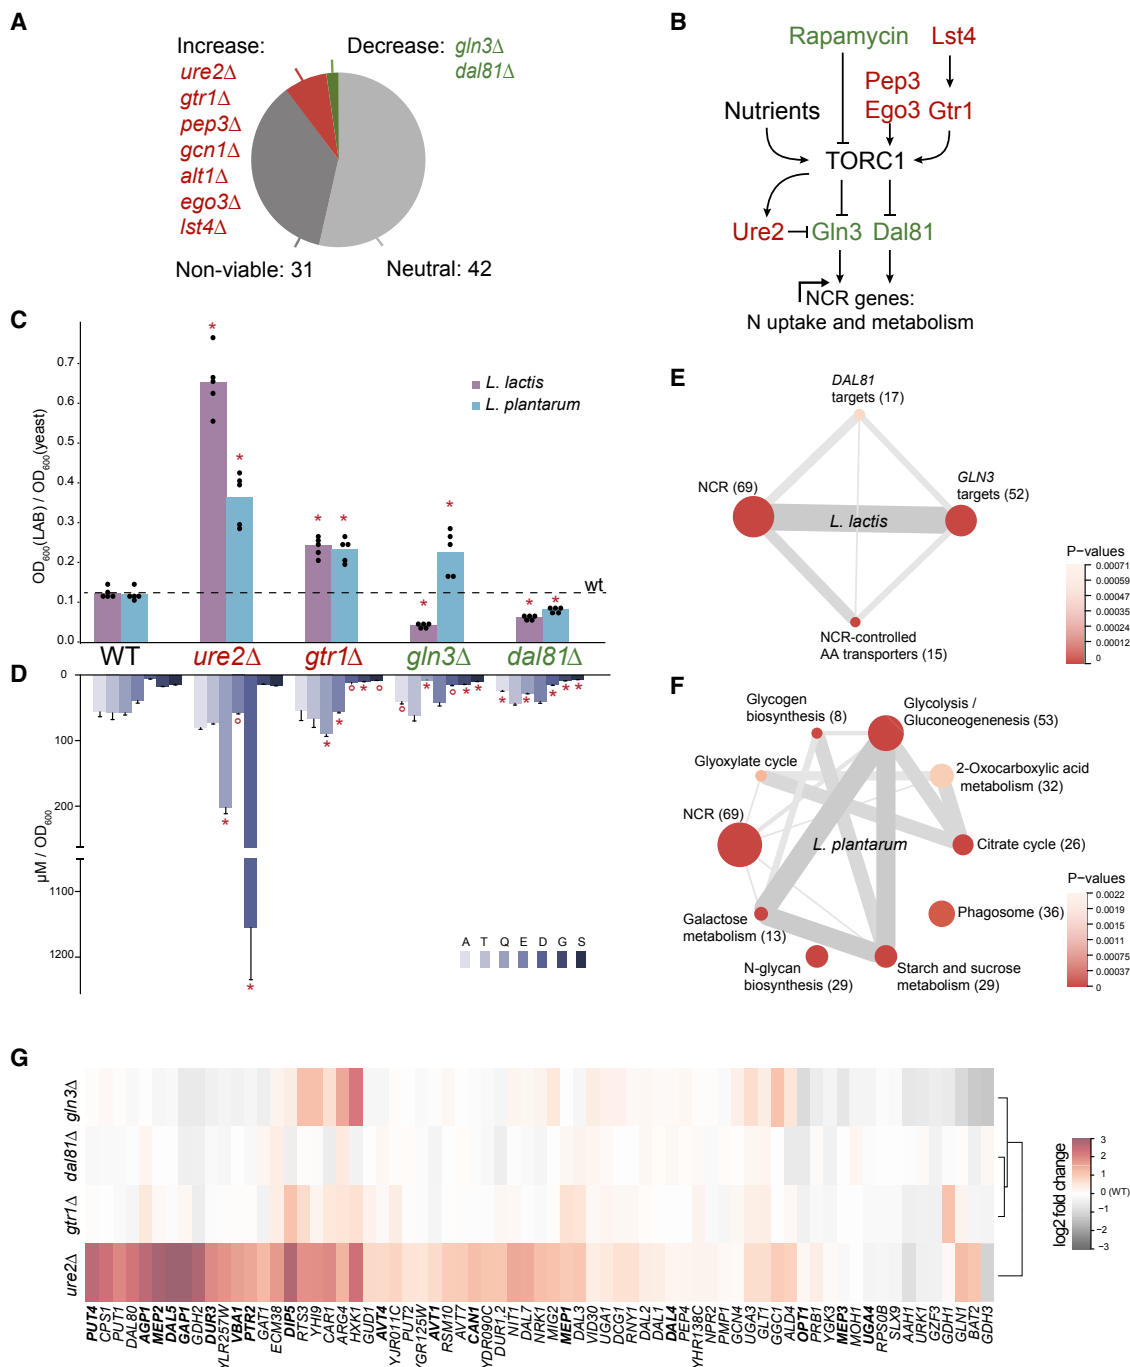 A
Increase:
ure2Δ
gtr1Δ
pep3Δ
gcn1Δ
alt1Δ
ego3Δ
lst4Δ
Decrease: gln3Δ
dal81Δ
Non-viable: 31
Neutral: 42
B
Rapamycin Lst4
Pep3
Nutrients Ego3 Gtr1
TORC1
Ure2 Gln3 Dal81
NCR genes:
N uptake and metabolism
C
OD600(LAB) / OD600(yeast)
0.7
0.6
0.5
0.4
0.3
0.2
0.1
0.0
L. lactis
L. plantarum
wt
WT ure2Δ gtr1Δ gln3Δ dal81Δ
D
µM / OD600
0
100
200
1100
1200
A T Q E D G S
E
DAL81
targets (17)
NCR (69)
GLN3
targets (52)
L. lactis
NCR-controlled
AA transporters (15)
P-values
0.00071
0.00059
0.00047
0.00035
0.00024
0.00012
0
F
Glycogen
biosynthesis (8)
Glycolysis /
Gluconeogenenesis (53)
Glyoxylate cycle
2-Oxocarboxylic acid
metabolism (32)
NCR (69)
L. plantarum
Citrate cycle (26)
Phagosome (36)
Galactose
metabolism (13)
N-glycan
biosynthesis (29)
Starch and sucrose
metabolism (29)
P-values
0.0022
0.0019
0.0015
0.0011
0.00075
0.00037
0
G
gln3Δ
dal81Δ
gtr1Δ
ure2Δ
PUT4
CPS1
PUT1
DAL80
AGP1
MEP2
DAL5
GAP1
GDH2
DUR3
YLR257W
VBA1
PTR2
GAT1
ECM38
DIP5
RTS3
YHI9
CAR1
ARG4
HXK1
GUD1
AVT4
YJR011C
PUT2
YGR125W
AVT1
RSM10
AVT7
CAN1
YDR090C
DUR1,2
NIT1
DAL7
NRK1
MIG2
MEP1
DAL3
VID30
UGA1
DCG1
RNY1
DAL2
DAL1
DAL4
PEP4
YHR138C
NPR2
PMP1
GCN4
UGA3
GLT1
GGC1
ALD4
OPT1
PRB1
YGK3
MEP3
MOH1
UGA4
RPS0B
SLX9
AAH1
URK1
GZF3
GDH1
GLN1
BAT2
GDH3
log2 fold change
3
2
1
0 (WT)
−1
−2
−3